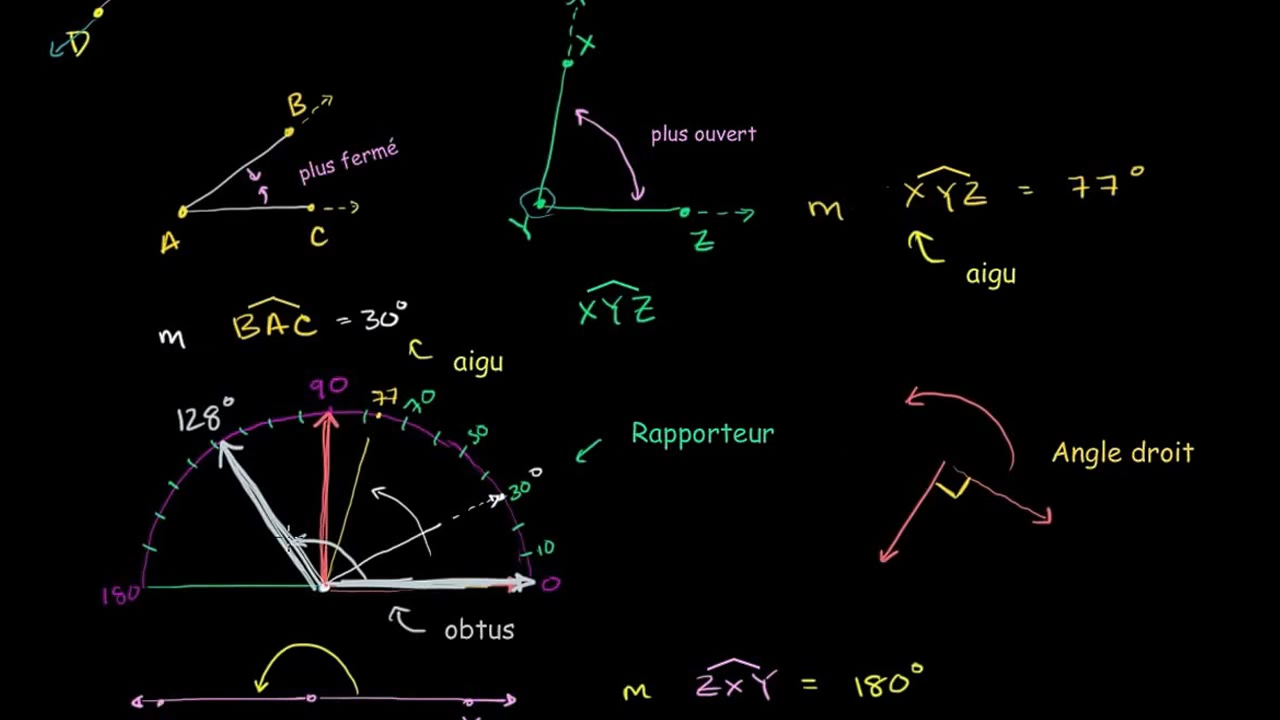 D
X
B
plus fermé
plus ouvert
A
C
Y
Z
m XYZ = 77°
aigu
XYZ
m BAC = 30°
aigu
90
77
128°
50
Rapporteur
Angle droit
30°
10
180
0
obtus
m ZXY = 180°